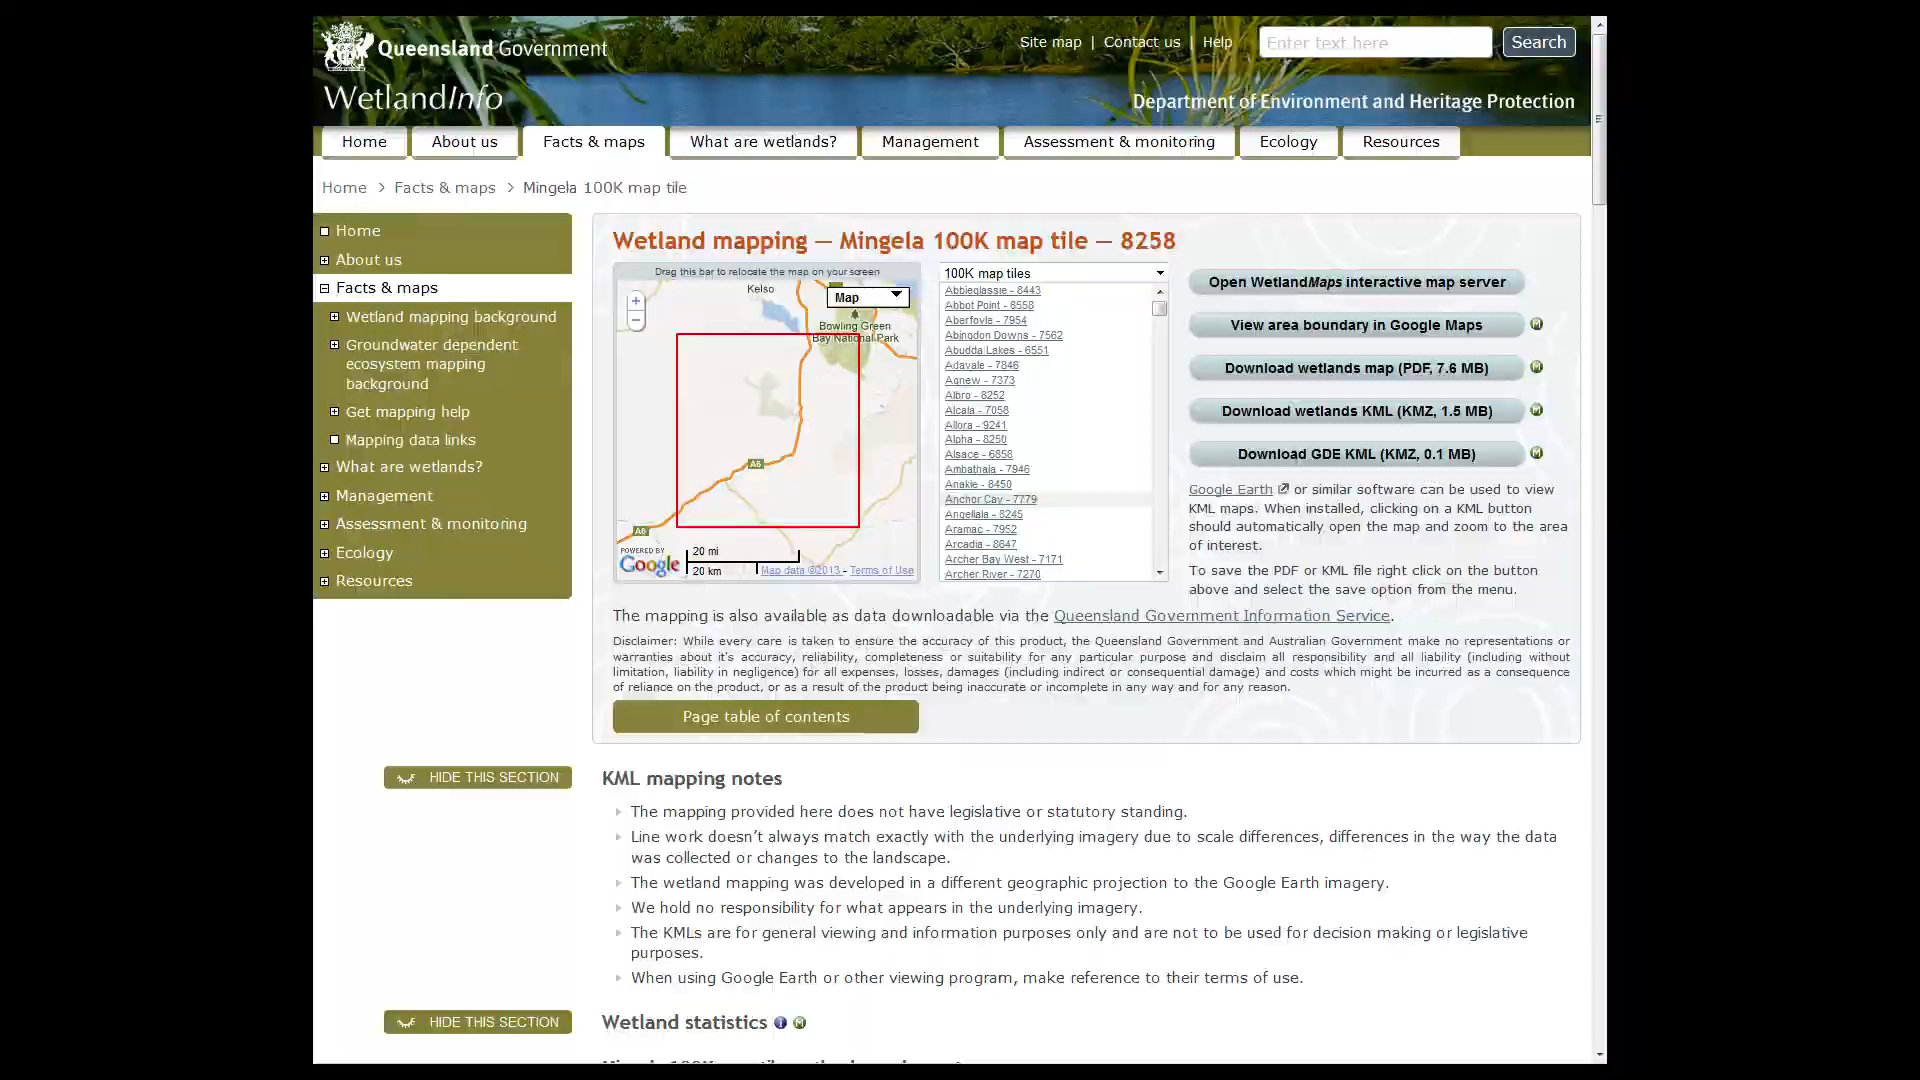 Queensland Government
Site map | Contact us | Help
Enter text here
Search
WetlandInfo
Department of Environment and Heritage Protection
Home
About us
Facts & maps
What are wetlands?
Management
Assessment & monitoring
Ecology
Resources
Home > Facts & maps > Mingela 100K map tile
Home
About us
Facts & maps
Wetland mapping background
Groundwater dependent
ecosystem mapping
background
Get mapping help
Mapping data links
What are wetlands?
Management
Assessment & monitoring
Ecology
Resources
Wetland mapping — Mingela 100K map tile — 8258
Drag this bar to relocate the map on your screen
Kelso
Map
Bowling Green
Bay National Park
A6
A6
POWERED BY
Google
20 mi
20 km
Map data ©2013 - Terms of Use
100K map tiles
Abbieglassie - 8443
Abbot Point - 8558
Aberfoyle - 7954
Abingdon Downs - 7562
Abudda Lakes - 6551
Adavale - 7846
Agnew - 7373
Albro - 8252
Alcala - 7058
Allora - 9241
Alpha - 8250
Alsace - 6858
Ambathala - 7946
Anakie - 8450
Anchor Cay - 7779
Angellala - 8245
Aramac - 7952
Arcadia - 8647
Archer Bay West - 7171
Archer River - 7270
Open WetlandMaps interactive map server
View area boundary in Google Maps
Download wetlands map (PDF, 7.6 MB)
Download wetlands KML (KMZ, 1.5 MB)
Download GDE KML (KMZ, 0.1 MB)
Google Earth or similar software can be used to view
KML maps. When installed, clicking on a KML button
should automatically open the map and zoom to the area
of interest.
To save the PDF or KML file right click on the button
above and select the save option from the menu.
The mapping is also available as data downloadable via the Queensland Government Information Service.
Disclaimer: While every care is taken to ensure the accuracy of this product, the Queensland Government and Australian Government make no representations or
warranties about it's accuracy, reliability, completeness or suitability for any particular purpose and disclaim all responsibility and all liability (including without
limitation, liability in negligence) for all expenses, losses, damages (including indirect or consequential damage) and costs which might be incurred as a consequence
of reliance on the product, or as a result of the product being inaccurate or incomplete in any way and for any reason.
Page table of contents
HIDE THIS SECTION
KML mapping notes
The mapping provided here does not have legislative or statutory standing.
Line work doesn't always match exactly with the underlying imagery due to scale differences, differences in the way the data
was collected or changes to the landscape.
The wetland mapping was developed in a different geographic projection to the Google Earth imagery.
We hold no responsibility for what appears in the underlying imagery.
The KMLs are for general viewing and information purposes only and are not to be used for decision making or legislative
purposes.
When using Google Earth or other viewing program, make reference to their terms of use.
HIDE THIS SECTION
Wetland statistics